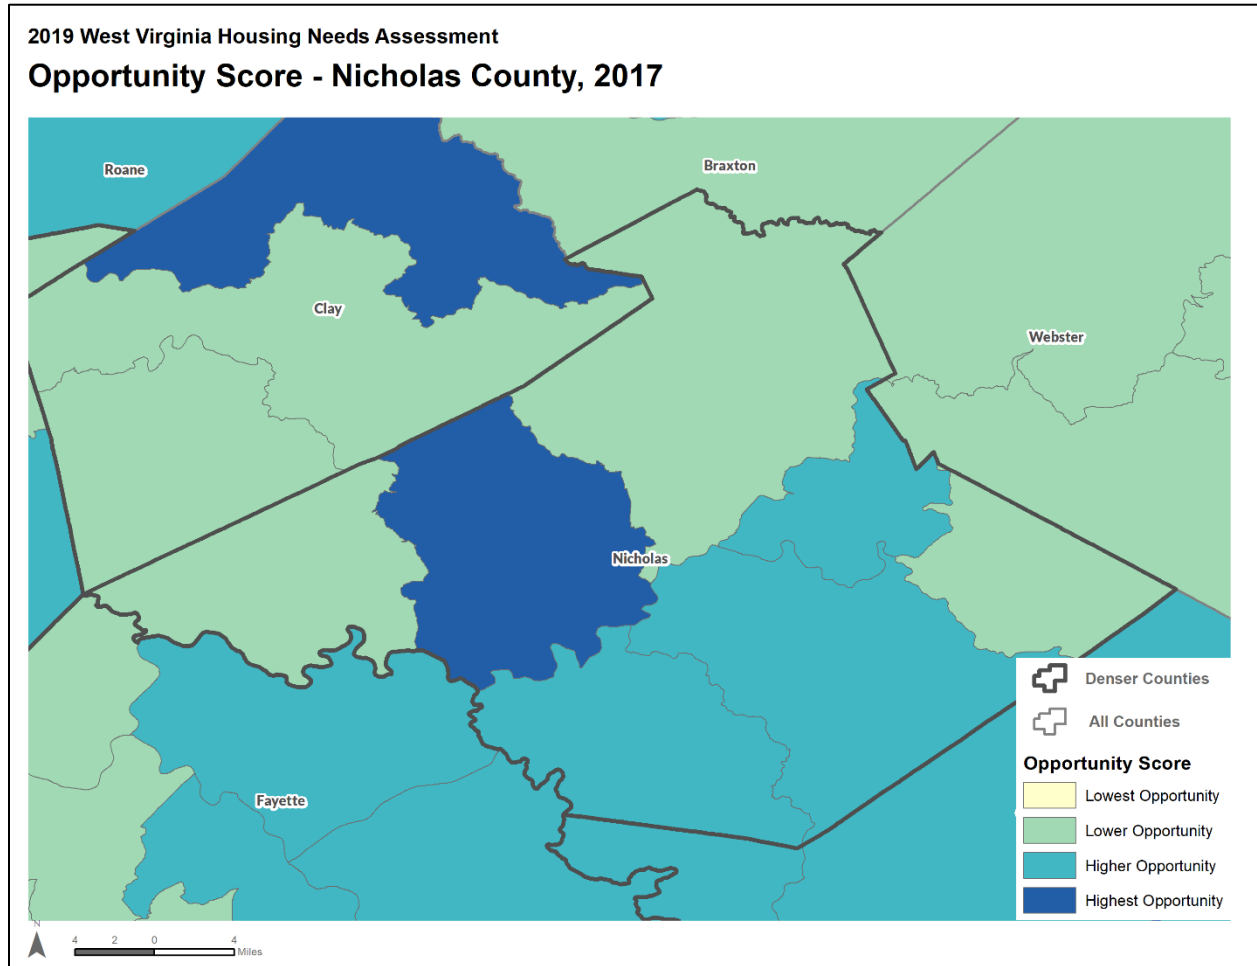 2019 West Virginia Housing Needs Assessment
Opportunity Score - Nicholas County, 2017
Roane
Braxton
Clay
Webster
Nicholas
Fayette
Denser Counties
All Counties
Opportunity Score
Lowest Opportunity
Lower Opportunity
Higher Opportunity
Highest Opportunity
N
4 2 0 4
Miles